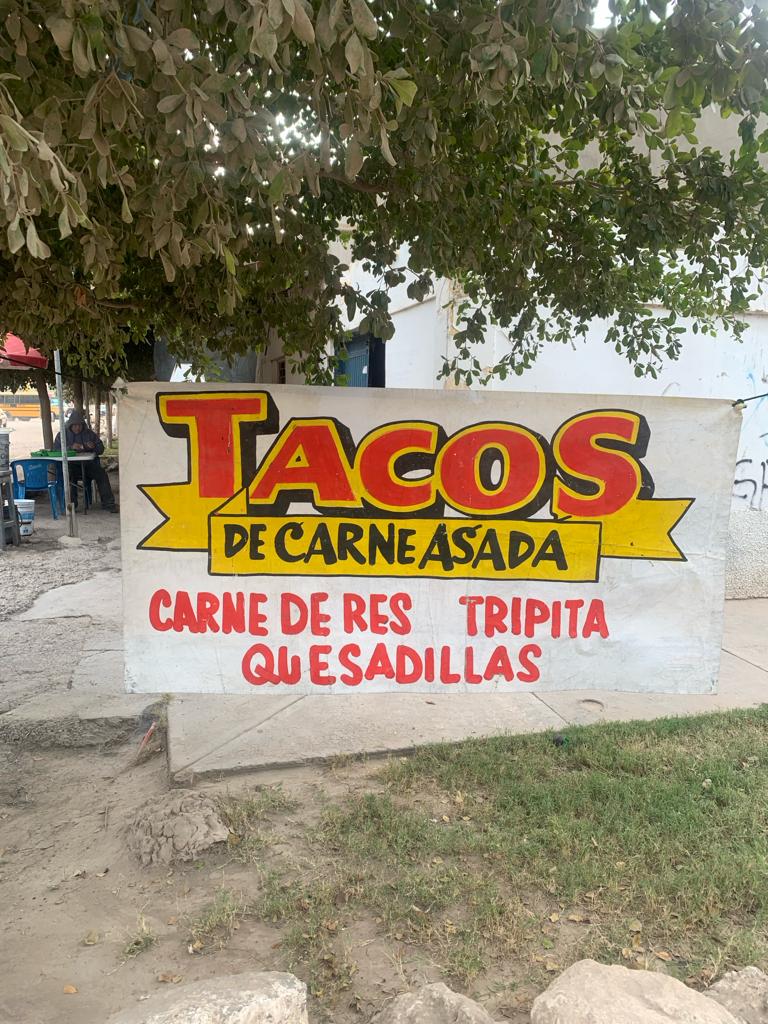 TACOS
DE CARNE ASADA
CARNE DE RES TRIPITA
QUESADILLAS